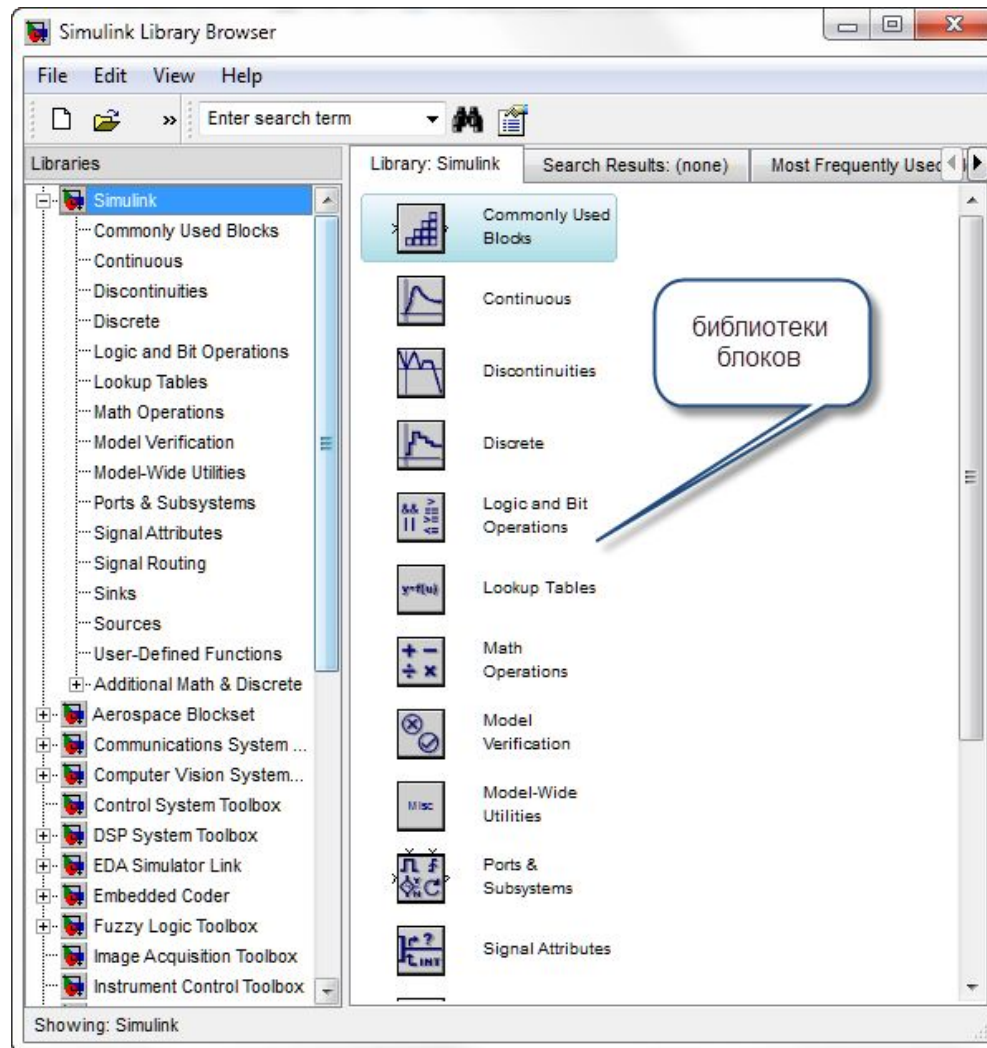 Simulink Library Browser
File Edit View Help
» Enter search term
Libraries
Simulink
Commonly Used Blocks
Continuous
Discontinuities
Discrete
Logic and Bit Operations
Lookup Tables
Math Operations
Model Verification
Model-Wide Utilities
Ports & Subsystems
Signal Attributes
Signal Routing
Sinks
Sources
User-Defined Functions
Additional Math & Discrete
Aerospace Blockset
Communications System ...
Computer Vision System...
Control System Toolbox
DSP System Toolbox
EDA Simulator Link
Embedded Coder
Fuzzy Logic Toolbox
Image Acquisition Toolbox
Instrument Control Toolbox
Library: Simulink Search Results: (none) Most Frequently Used
Commonly Used
Blocks
Continuous
Discontinuities
Discrete
&& > ==
|| >= <=
Logic and Bit
Operations
y=f(u)
Lookup Tables
+ −
÷ ×
Math
Operations
Model
Verification
Misc
Model-Wide
Utilities
Ports &
Subsystems
?
INT
Signal Attributes
библиотеки
блоков
Showing: Simulink